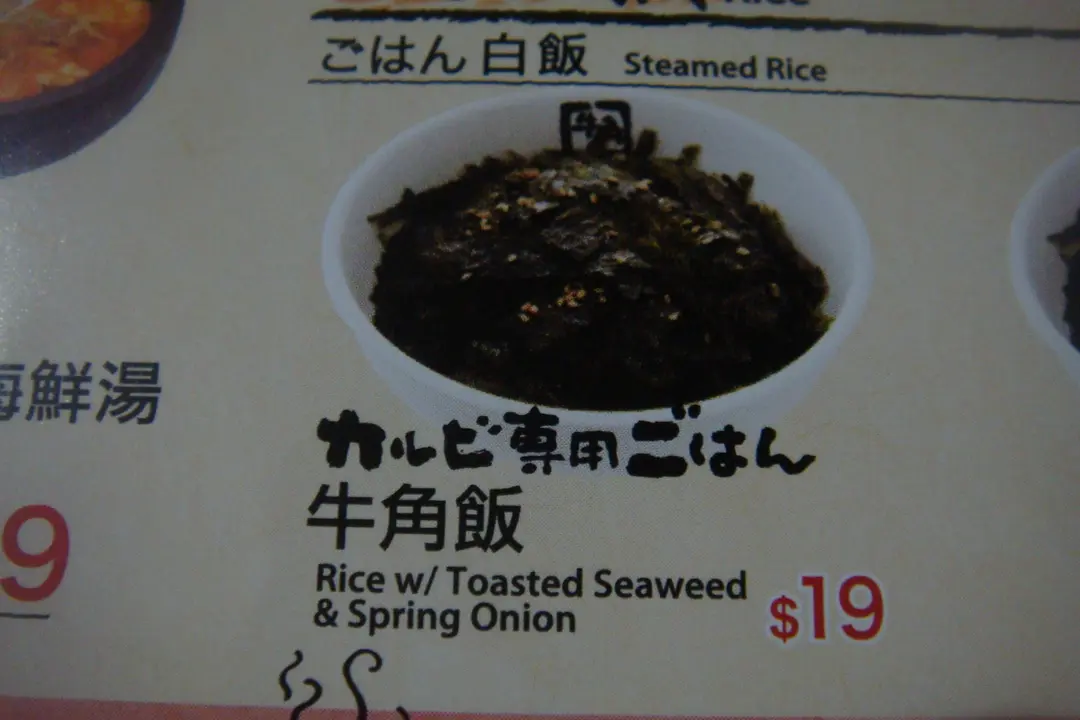 Rice
ごはん 白飯 Steamed Rice
海鮮湯
カルビ専用ごはん
牛角飯
Rice w/ Toasted Seaweed
& Spring Onion
$19
9